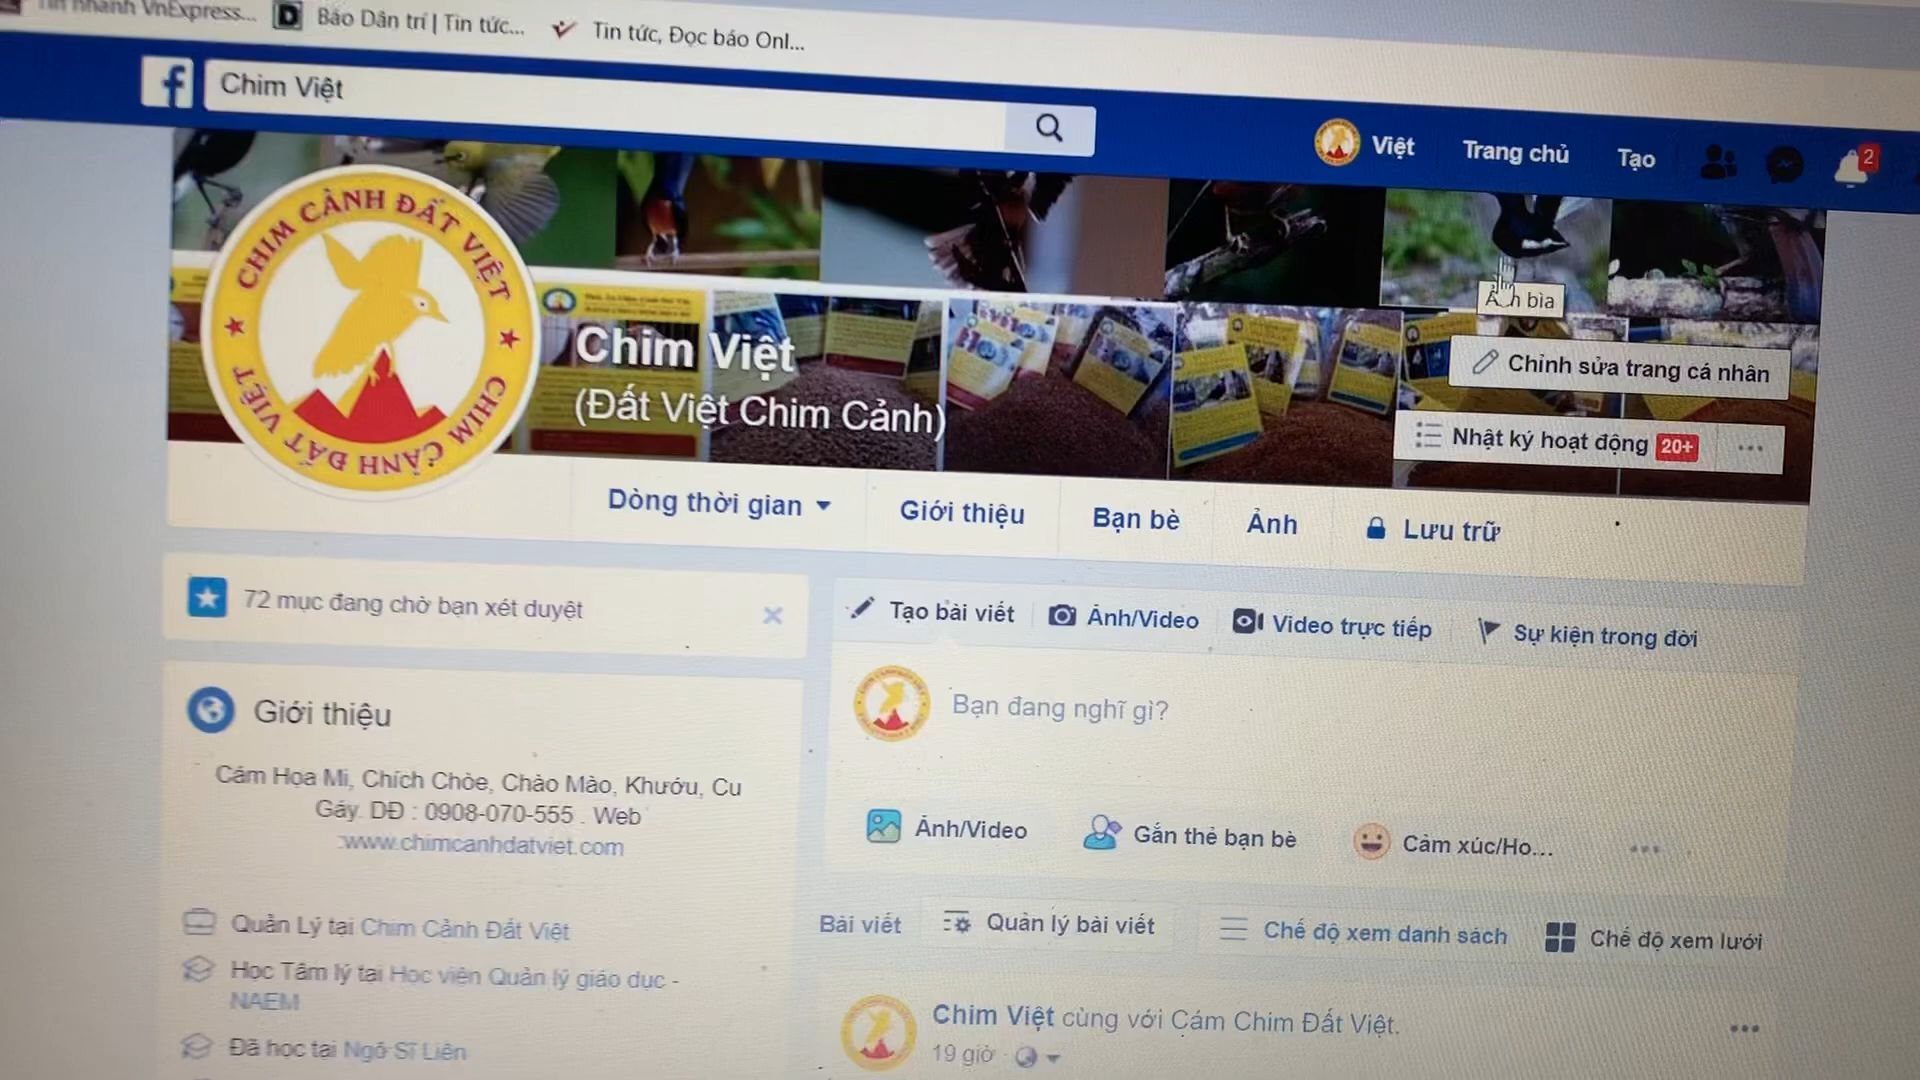 Tin nhanh VnExpress...
Báo Dân trí | Tin tức...
Tin tức, Đọc báo Onl...
Chim Việt
Việt
Trang chủ
Tạo
2
CHIM CẢNH ĐẤT VIỆT
CHIM CẢNH ĐẤT VIỆT
Chim Việt
(Đất Việt Chim Cảnh)
Ảnh bìa
Chỉnh sửa trang cá nhân
Nhật ký hoạt động 20+
Dòng thời gian
Giới thiệu
Bạn bè
Ảnh
Lưu trữ
72 mục đang chờ bạn xét duyệt
Tạo bài viết
Ảnh/Video
Video trực tiếp
Sự kiện trong đời
Bạn đang nghĩ gì?
Giới thiệu
Cám Họa Mi, Chích Chòe, Chào Mào, Khướu, Cu
Gáy. DĐ : 0908-070-555 . Web
:www.chimcanhdatviet.com
Ảnh/Video
Gắn thẻ bạn bè
Cảm xúc/Ho...
Quản Lý tại Chim Cảnh Đất Việt
Học Tâm lý tại Học viện Quản lý giáo dục -
NAEM
Đã học tại Ngô Sĩ Liên
Bài viết
Quản lý bài viết
Chế độ xem danh sách
Chế độ xem lưới
Chim Việt cùng với Cám Chim Đất Việt.
19 giờ